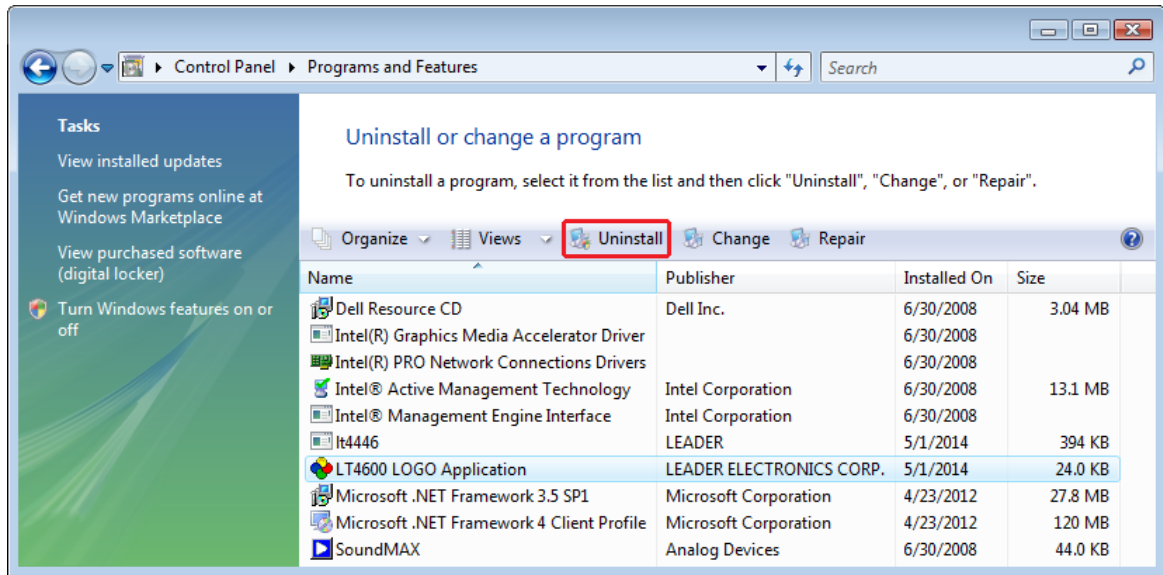 Control Panel Programs and Features Search
Tasks
View installed updates
Get new programs online at
Windows Marketplace
View purchased software
(digital locker)
Turn Windows features on or
off
Uninstall or change a program
To uninstall a program, select it from the list and then click "Uninstall", "Change", or "Repair".
Organize Views Uninstall Change Repair
Name Publisher Installed On Size
Dell Resource CD Dell Inc. 6/30/2008 3.04 MB
Intel(R) Graphics Media Accelerator Driver 6/30/2008
Intel(R) PRO Network Connections Drivers 6/30/2008
Intel® Active Management Technology Intel Corporation 6/30/2008 13.1 MB
Intel® Management Engine Interface Intel Corporation 6/30/2008
lt4446 LEADER 5/1/2014 394 KB
LT4600 LOGO Application LEADER ELECTRONICS CORP. 5/1/2014 24.0 KB
Microsoft .NET Framework 3.5 SP1 Microsoft Corporation 4/23/2012 27.8 MB
Microsoft .NET Framework 4 Client Profile Microsoft Corporation 4/23/2012 120 MB
SoundMAX Analog Devices 6/30/2008 44.0 KB